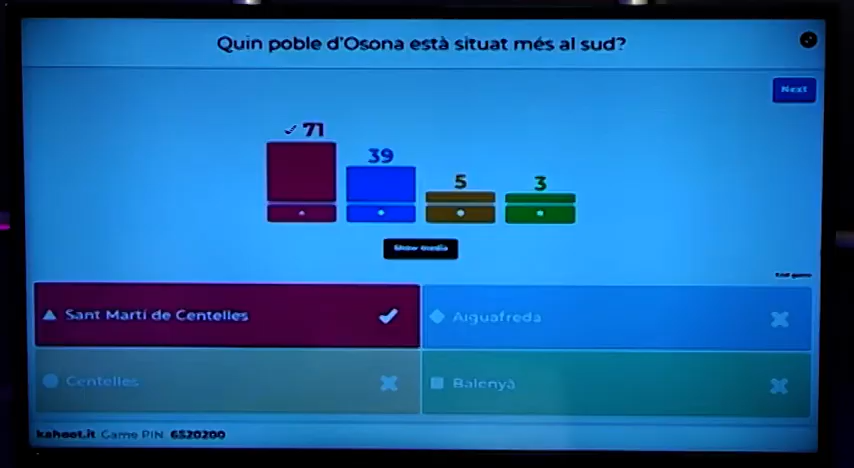 Quin poble d'Osona està situat més al sud?
Next
71
39
5
3
Show media
End game
Sant Martí de Centelles
Aiguafreda
Centelles
Balenyà
kahoot.it Game PIN: 6520200